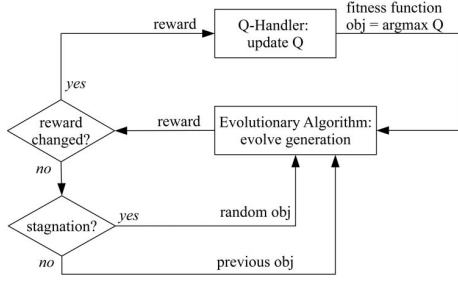 fitness function
reward
Q-Handler:
update Q
obj = argmax Q
yes
reward
changed?
reward
Evolutionary Algorithm:
evolve generation
no
stagnation?
yes
random obj
no
previous obj